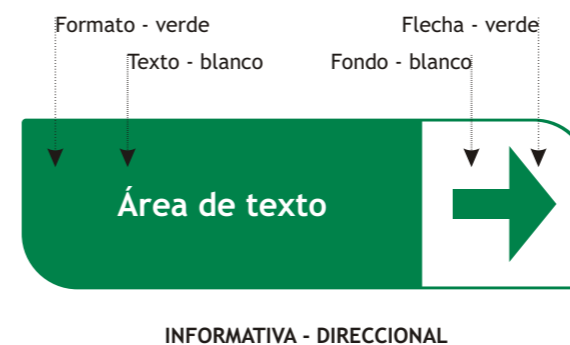 Formato - verde
Flecha - verde
Texto - blanco
Fondo - blanco
Área de texto
INFORMATIVA - DIRECCIONAL